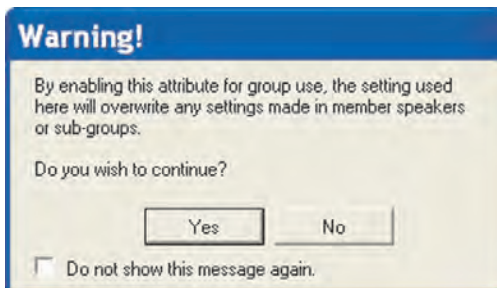 Warning!
By enabling this attribute for group use, the setting used
here will overwrite any settings made in member speakers
or sub-groups.
Do you wish to continue?
Yes No
Do not show this message again.